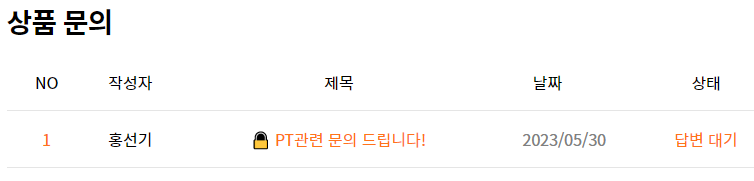 상품 문의
NO 작성자 제목 날짜 상태
1 홍선기 PT관련 문의 드립니다! 2023/05/30 답변 대기